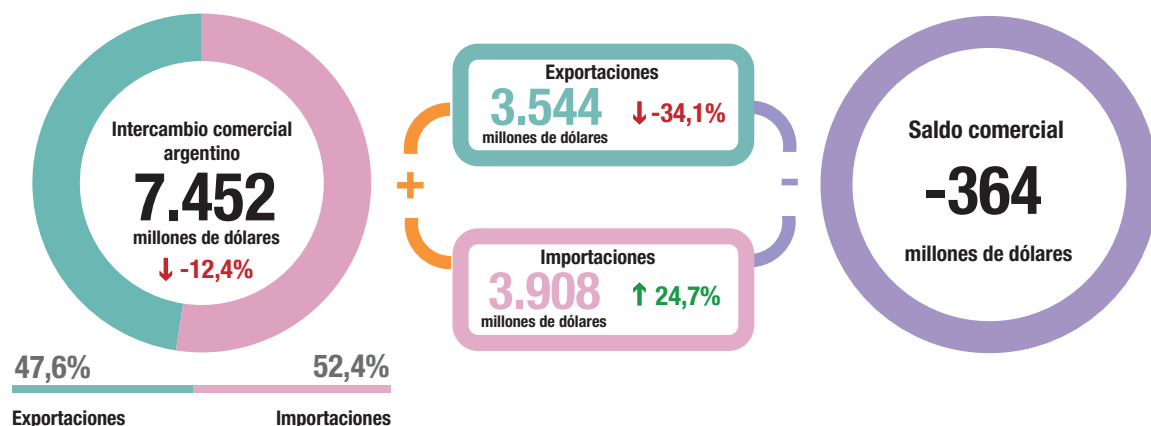 Intercambio comercial
argentino
7.452
millones de dólares
↓ -12,4%
47,6%
52,4%
Exportaciones
Importaciones
+
Exportaciones
3.544
↓ -34,1%
millones de dólares
Importaciones
3.908
↑ 24,7%
millones de dólares
-
Saldo comercial
-364
millones de dólares